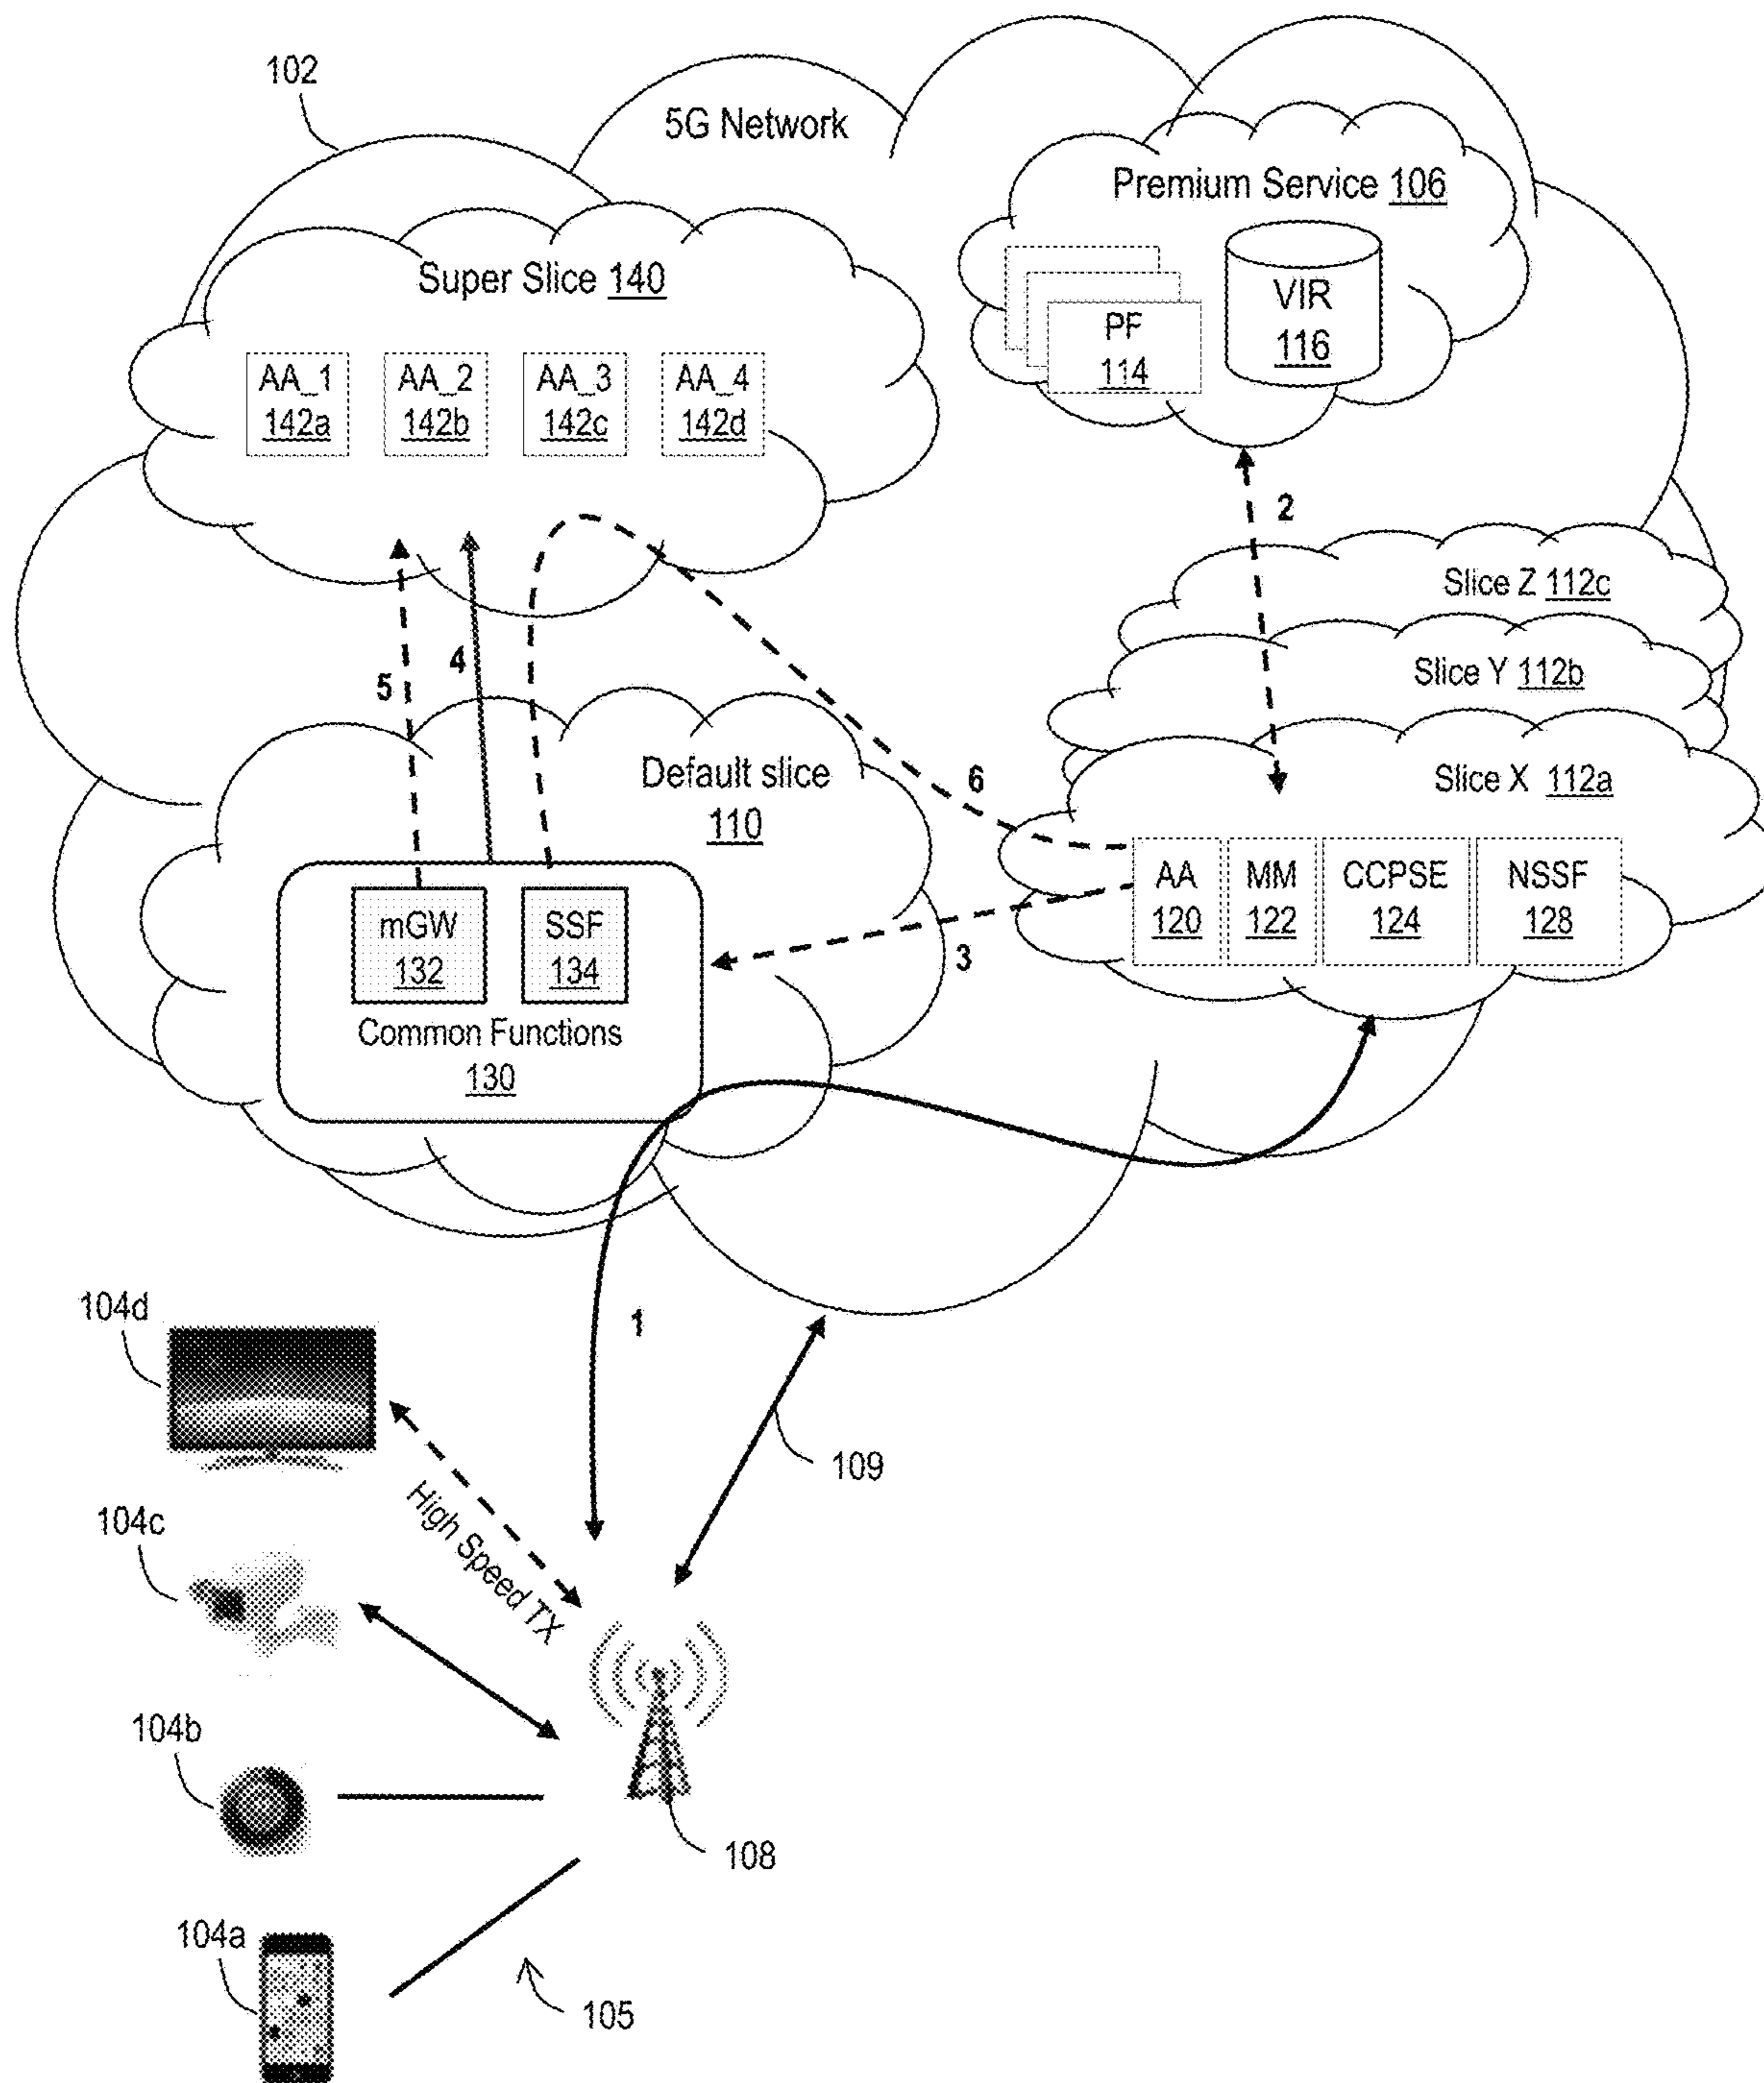 102
5G Network
Premium Service 106
Super Slice 140
PF
114
VIR
116
AA_1
142a
AA_2
142b
AA_3
142c
AA_4
142d
2
Slice Z 112c
Slice Y 112b
Slice X 112a
5
4
6
Default slice
110
AA
120
MM
122
CCPSE
124
NSSF
128
mGW
132
SSF
134
3
Common Functions
130
104d
1
109
High Speed TX
104c
104b
108
104a
105